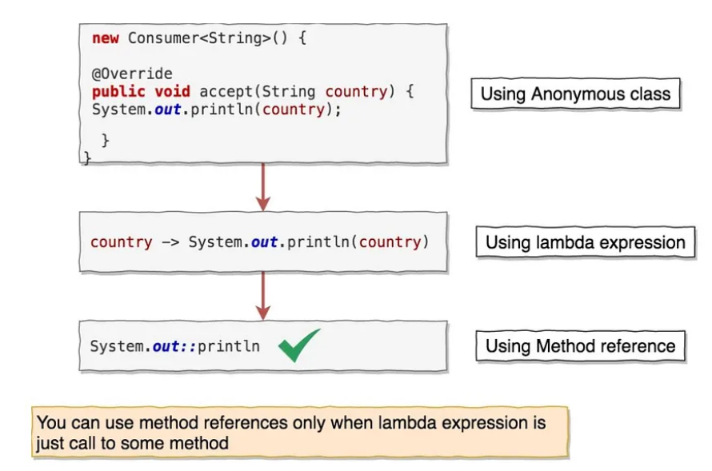 new Consumer<String>() {
@Override
public void accept(String country) {
System.out.println(country);
}
}
Using Anonymous class
country -> System.out.println(country)
Using lambda expression
System.out::println
Using Method reference
You can use method references only when lambda expression is
just call to some method